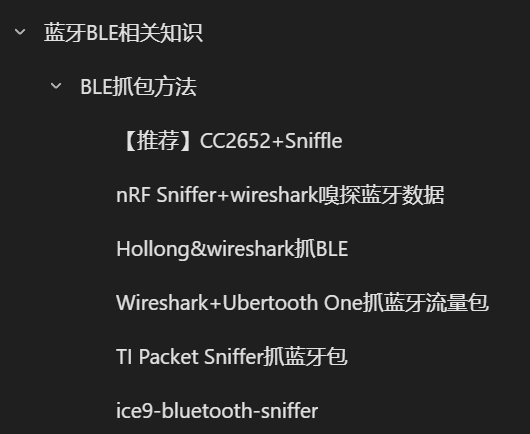 蓝牙BLE相关知识
BLE抓包方法
【推荐】CC2652+Sniffle
nRF Sniffer+wireshark嗅探蓝牙数据
Hollong&wireshark抓BLE
Wireshark+Ubertooth One抓蓝牙流量包
TI Packet Sniffer抓蓝牙包
ice9-bluetooth-sniffer